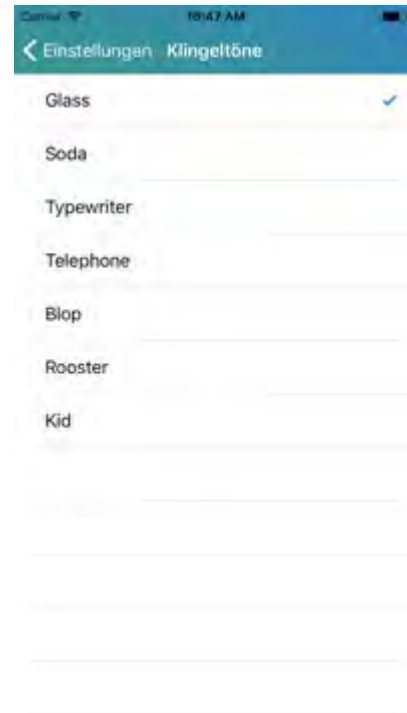 Carrier 10:47 AM
Einstellungen Klingeltöne
Glass
Soda
Typewriter
Telephone
Blop
Rooster
Kid